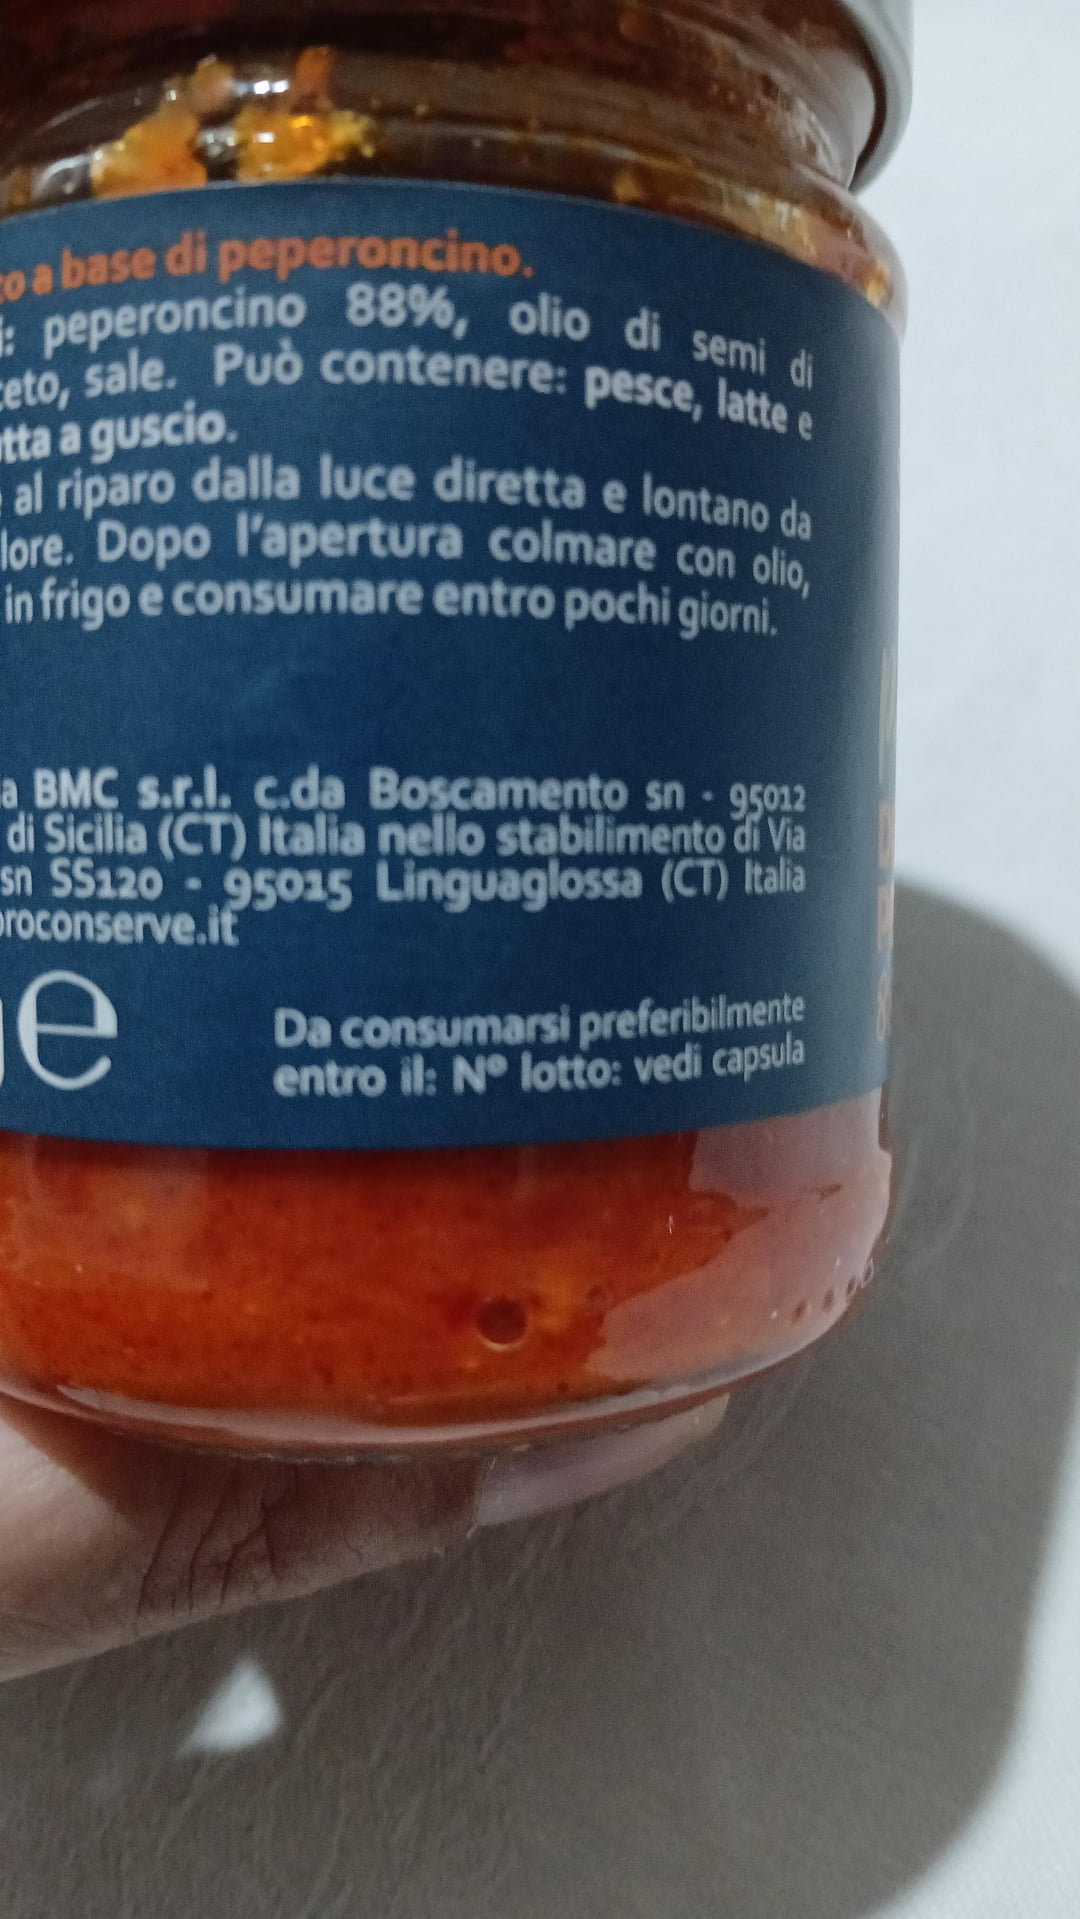 a base di peperoncino.
peperoncino 88%, olio di semi di
sale. Può contenere: pesce, latte e
a guscio.
al riparo dalla luce diretta e lontano da
Dopo l'apertura colmare con olio,
in frigo e consumare entro pochi giorni.
BMC s.r.l. c.da Boscamento sn - 95012
di Sicilia (CT) Italia nello stabilimento di Via
sn SS120 - 95015 Linguaglossa (CT) Italia
roconserve.it
e
Da consumarsi preferibilmente
entro il: N° lotto: vedi capsula